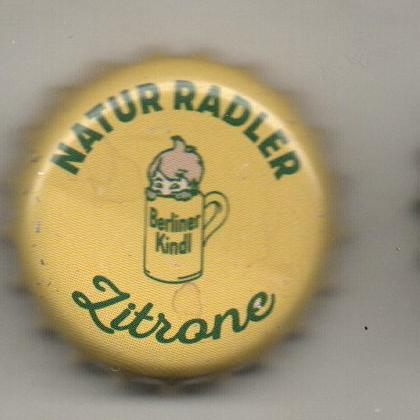 NATUR RADLER
Berliner
Kindl
Zitrone